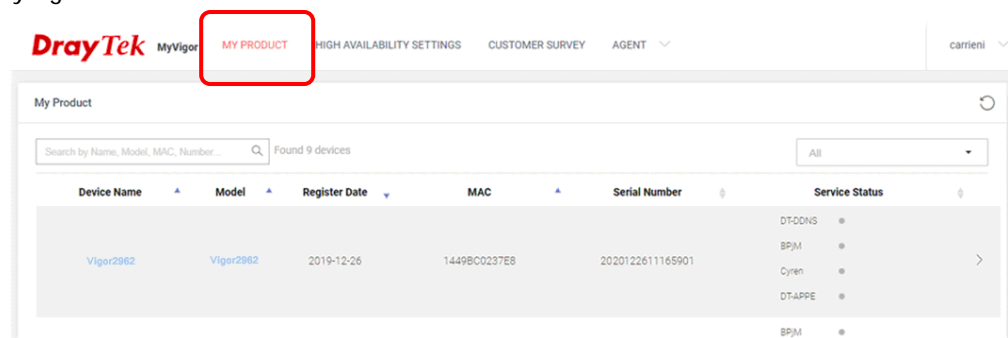 DrayTek MyVigor MY PRODUCT HIGH AVAILABILITY SETTINGS CUSTOMER SURVEY AGENT carrieni
My Product
Search by Name, Model, MAC, Number... Found 9 devices All
Device Name Model Register Date MAC Serial Number Service Status
DT-DDNS
BPJM
Vigor2962 Vigor2962 2019-12-26 1449BC0237E8 2020122611165901
Cyren
DT-APPE
BPJM